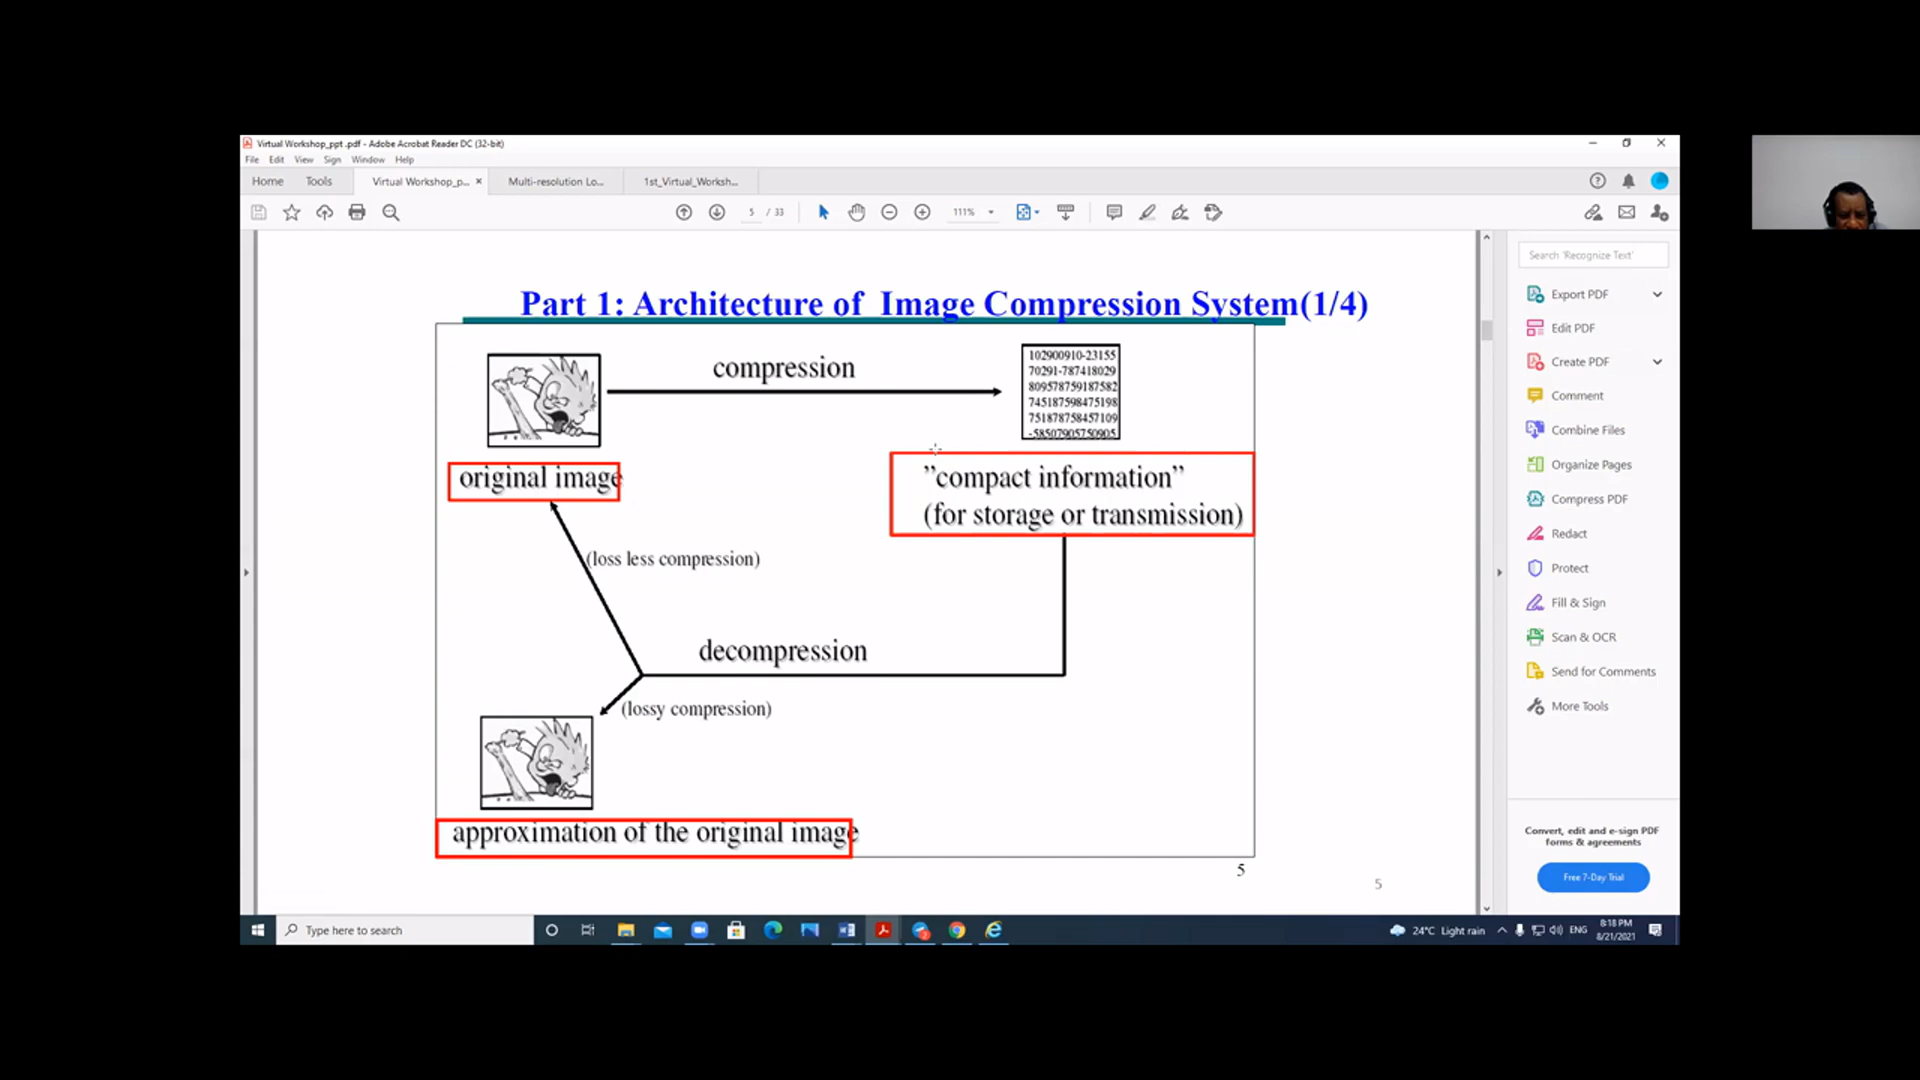 Virtual Workshop_ppt .pdf - Adobe Acrobat Reader DC (32-bit)
File Edit View Sign Window Help
Home Tools Virtual Workshop_p... × Multi-resolution Lo... 1st_Virtual_Worksh...
5 / 33 111%
Part 1: Architecture of Image Compression System(1/4)
compression
102900910-23155
70291-787418029
809578759187582
745187598475198
751878758457109
-58507905750905
original image
”compact information”
(for storage or transmission)
(loss less compression)
decompression
(lossy compression)
approximation of the original image
5
5
Search 'Recognize Text'
Export PDF
Edit PDF
Create PDF
Comment
Combine Files
Organize Pages
Compress PDF
Redact
Protect
Fill & Sign
Scan & OCR
Send for Comments
More Tools
Convert, edit and e-sign PDF
forms & agreements
Free 7-Day Trial
Type here to search
24°C Light rain ENG
8:18 PM
8/21/2021